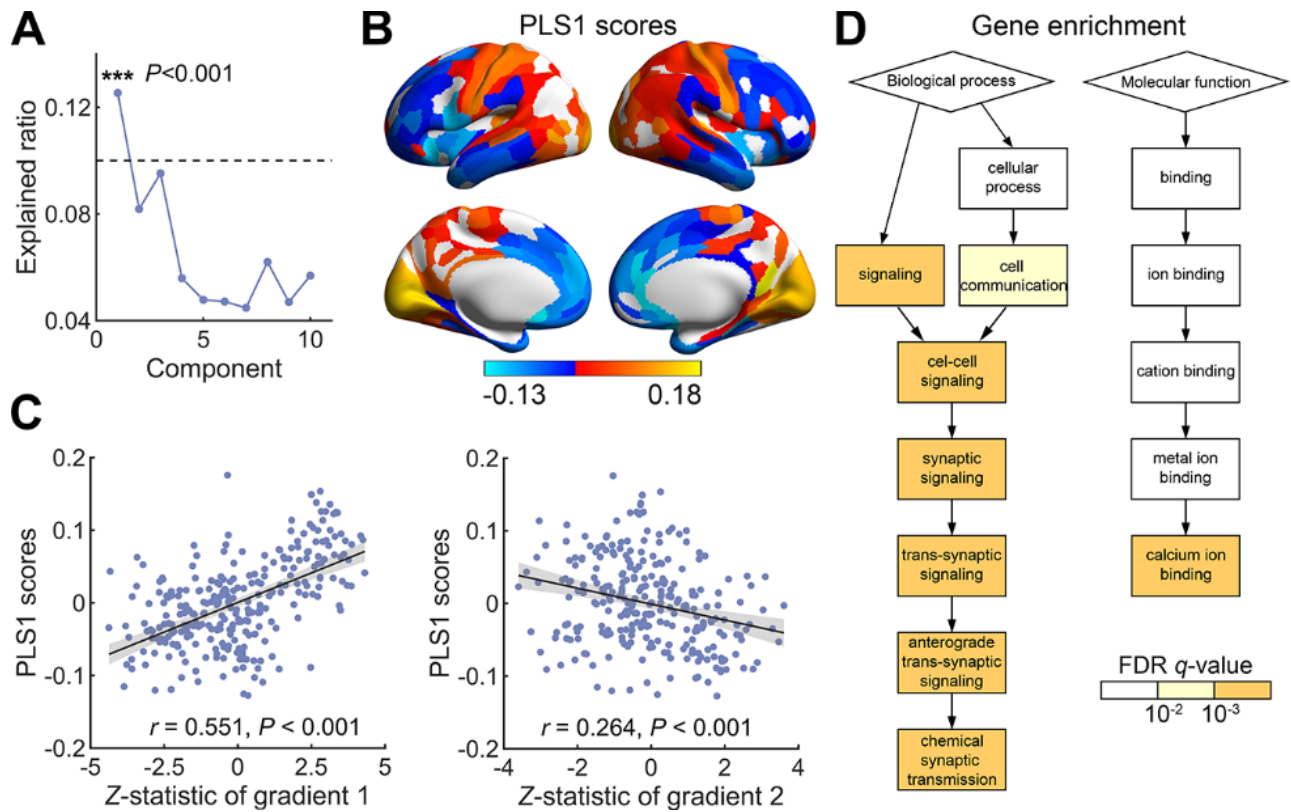 A
*** P<0.001
0.12
0.08
0.04
Explained ratio
1
5
10
Component
B
PLS1 scores
-0.13
0.18
C
0.2
0.1
0
-0.1
-0.2
PLS1 scores
r = 0.551, P < 0.001
-5
-2.5
0
2.5
5
Z-statistic of gradient 1
0.2
0.1
0
-0.1
-0.2
PLS1 scores
r = 0.264, P < 0.001
-4
-2
0
2
4
Z-statistic of gradient 2
D
Gene enrichment
Biological process
cellular
process
signaling
cell
communication
cel-cell
signaling
synaptic
signaling
trans-synaptic
signaling
anterograde
trans-synaptic
signaling
chemical
synaptic
transmission
Molecular function
binding
ion binding
cation binding
metal ion
binding
calcium ion
binding
FDR q-value
10-2
10-3